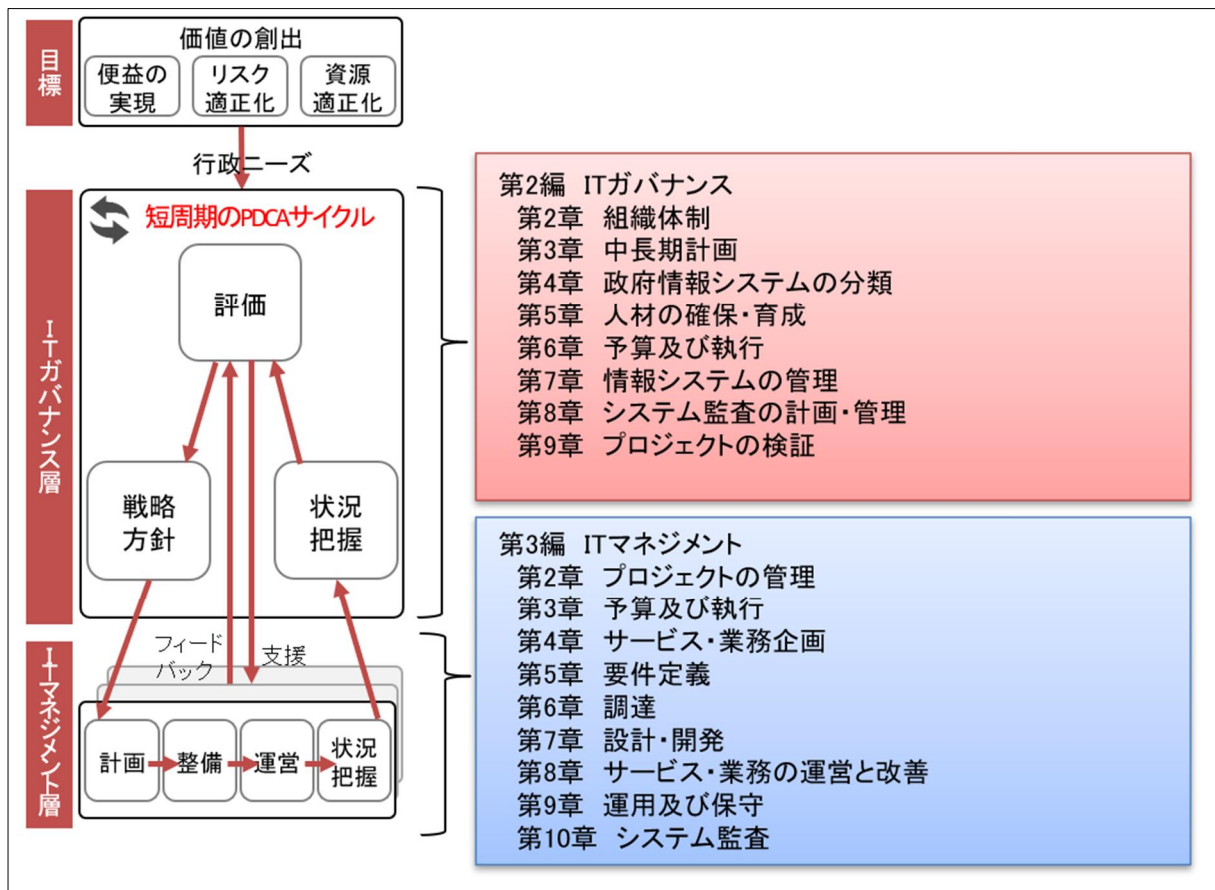 目標
価値の創出
便益の
実現
リスク
適正化
資源
適正化
行政ニーズ
ITガバナンス層
短周期のPDCAサイクル
評価
戦略
方針
状況
把握
フィード
バック
支援
ITマネジメント層
計画
整備
運営
状況
把握
第2編 ITガバナンス
第2章 組織体制
第3章 中長期計画
第4章 政府情報システムの分類
第5章 人材の確保・育成
第6章 予算及び執行
第7章 情報システムの管理
第8章 システム監査の計画・管理
第9章 プロジェクトの検証
第3編 ITマネジメント
第2章 プロジェクトの管理
第3章 予算及び執行
第4章 サービス・業務企画
第5章 要件定義
第6章 調達
第7章 設計・開発
第8章 サービス・業務の運営と改善
第9章 運用及び保守
第10章 システム監査